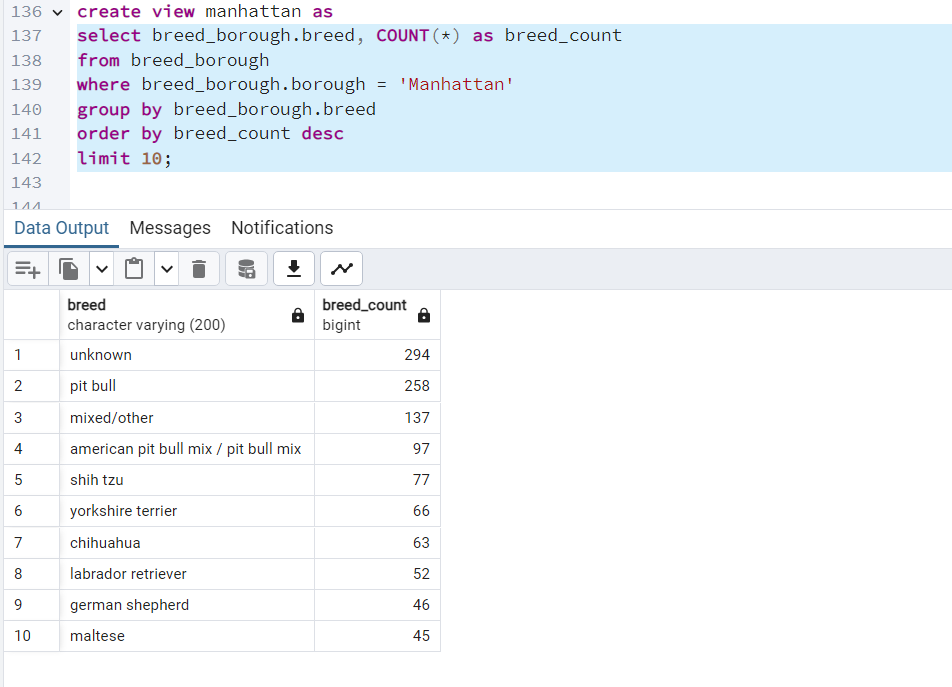 136 create view manhattan as
137 select breed_borough.breed, COUNT(*) as breed_count
138 from breed_borough
139 where breed_borough.borough = 'Manhattan'
140 group by breed_borough.breed
141 order by breed_count desc
142 limit 10;
143
144
Data Output Messages Notifications
breed breed_count
character varying (200) bigint
1 unknown 294
2 pit bull 258
3 mixed/other 137
4 american pit bull mix / pit bull mix 97
5 shih tzu 77
6 yorkshire terrier 66
7 chihuahua 63
8 labrador retriever 52
9 german shepherd 46
10 maltese 45